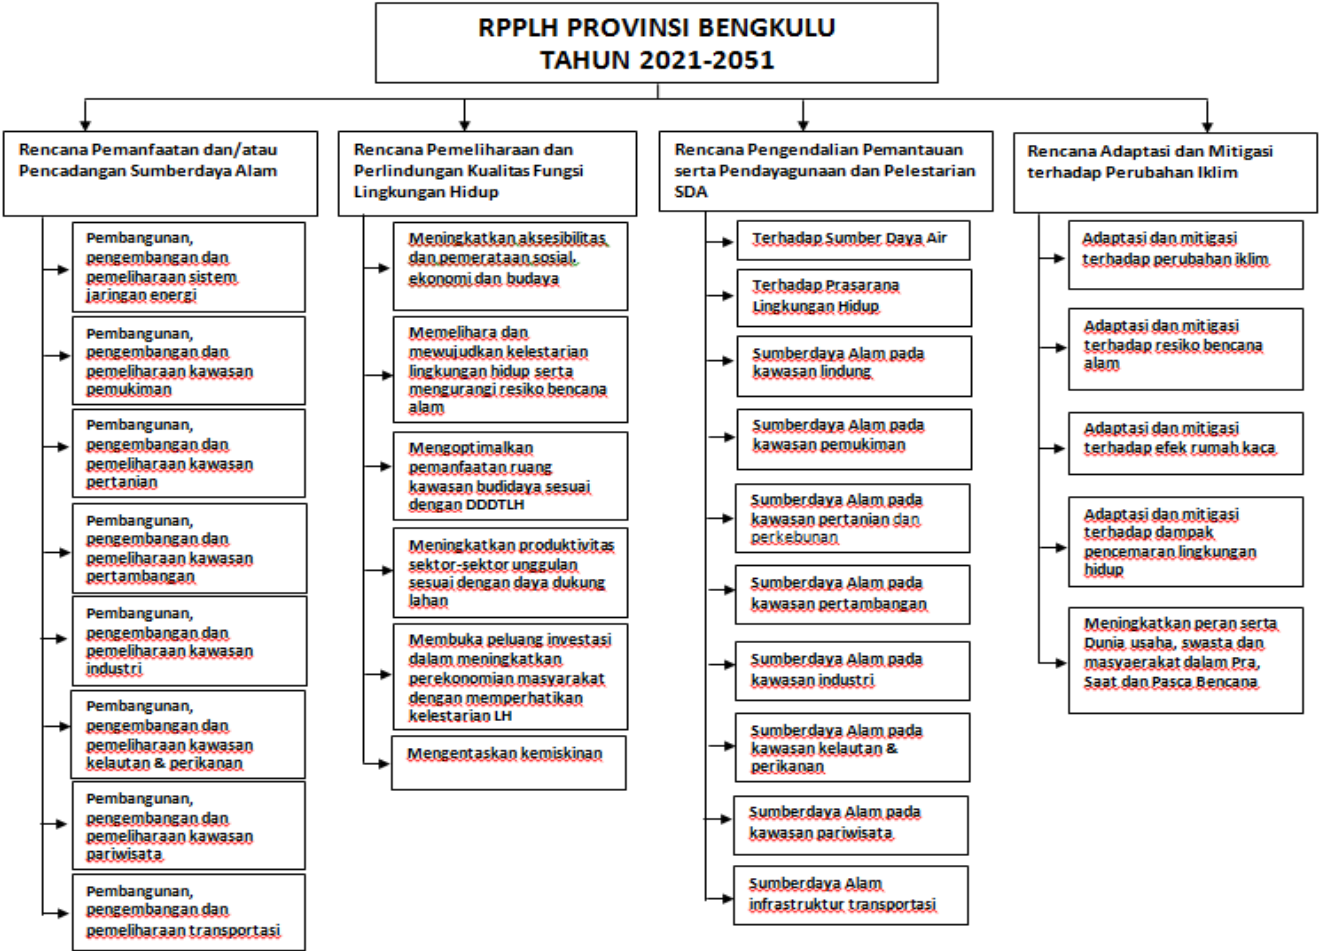 RPPLH PROVINSI BENGKULU
TAHUN 2021-2051
Rencana Pemanfaatan dan/atau
Pencadangan Sumberdaya Alam
Pembangunan,
pengembangan dan
pemeliharaan sistem
jaringan energi
Pembangunan,
pengembangan dan
pemeliharaan kawasan
pemukiman
Pembangunan,
pengembangan dan
pemeliharaan kawasan
pertanian
Pembangunan,
pengembangan dan
pemeliharaan kawasan
pertambangan
Pembangunan,
pengembangan dan
pemeliharaan kawasan
industri
Pembangunan,
pengembangan dan
pemeliharaan kawasan
kelautan & perikanan
Pembangunan,
pengembangan dan
pemeliharaan kawasan
pariwisata
Pembangunan,
pengembangan dan
pemeliharaan transportasi
Rencana Pemeliharaan dan
Perlindungan Kualitas Fungsi
Lingkungan Hidup
Meningkatkan aksesibilitas
dan pemerataan sosial,
ekonomi dan budaya
Memelihara dan
mewujudkan kelestarian
lingkungan hidup serta
mengurangi resiko bencana
alam
Mengoptimalkan
pemanfaatan ruang
kawasan budidaya sesuai
dengan DDDTLH
Meningkatkan produktivitas
sektor-sektor unggulan
sesuai dengan daya dukung
lahan
Membuka peluang investasi
dalam meningkatkan
perekonomian masyarakat
dengan memperhatikan
kelestarian LH
Mengentaskan kemiskinan
Rencana Pengendalian Pemantauan
serta Pendayagunaan dan Pelestarian
SDA
Terhadap Sumber Daya Air
Terhadap Prasarana
Lingkungan Hidup
Sumberdaya Alam pada
kawasan lindung
Sumberdaya Alam pada
kawasan pemukiman
Sumberdaya Alam pada
kawasan pertanian dan
perkebunan
Sumberdaya Alam pada
kawasan pertambangan
Sumberdaya Alam pada
kawasan industri
Sumberdaya Alam pada
kawasan kelautan &
perikanan
Sumberdaya Alam pada
kawasan pariwisata
Sumberdaya Alam
infrastruktur transportasi
Rencana Adaptasi dan Mitigasi
terhadap Perubahan Iklim
Adaptasi dan mitigasi
terhadap perubahan iklim
Adaptasi dan mitigasi
terhadap resiko bencana
alam
Adaptasi dan mitigasi
terhadap efek rumah kaca
Adaptasi dan mitigasi
terhadap dampak
pencemaran lingkungan
hidup
Meningkatkan peran serta
Dunia usaha, swasta dan
masyaerakat dalam Pra,
Saat dan Pasca Bencana